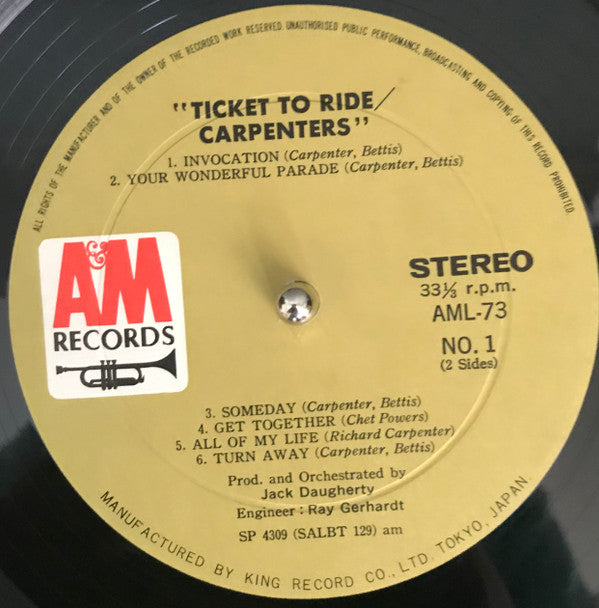 ALL RIGHTS OF THE MANUFACTURER AND OF THE OWNER OF THE RECORDED WORK RESERVED. UNAUTHORISED PUBLIC PERFORMANCE, BROADCASTING AND COPYING OF THIS RECORD PROHIBITED.
"TICKET TO RIDE/
CARPENTERS"
1. INVOCATION (Carpenter, Bettis)
2. YOUR WONDERFUL PARADE (Carpenter, Bettis)
A&M
RECORDS
STEREO
33⅓ r.p.m.
AML-73
NO. 1
(2 Sides)
3. SOMEDAY (Carpenter, Bettis)
4. GET TOGETHER (Chet Powers)
5. ALL OF MY LIFE (Richard Carpenter)
6. TURN AWAY (Carpenter, Bettis)
Prod. and Orchestrated by
Jack Daugherty
Engineer : Ray Gerhardt
SP 4309 (SALBT 129) am
MANUFACTURED BY KING RECORD CO., LTD. TOKYO, JAPAN